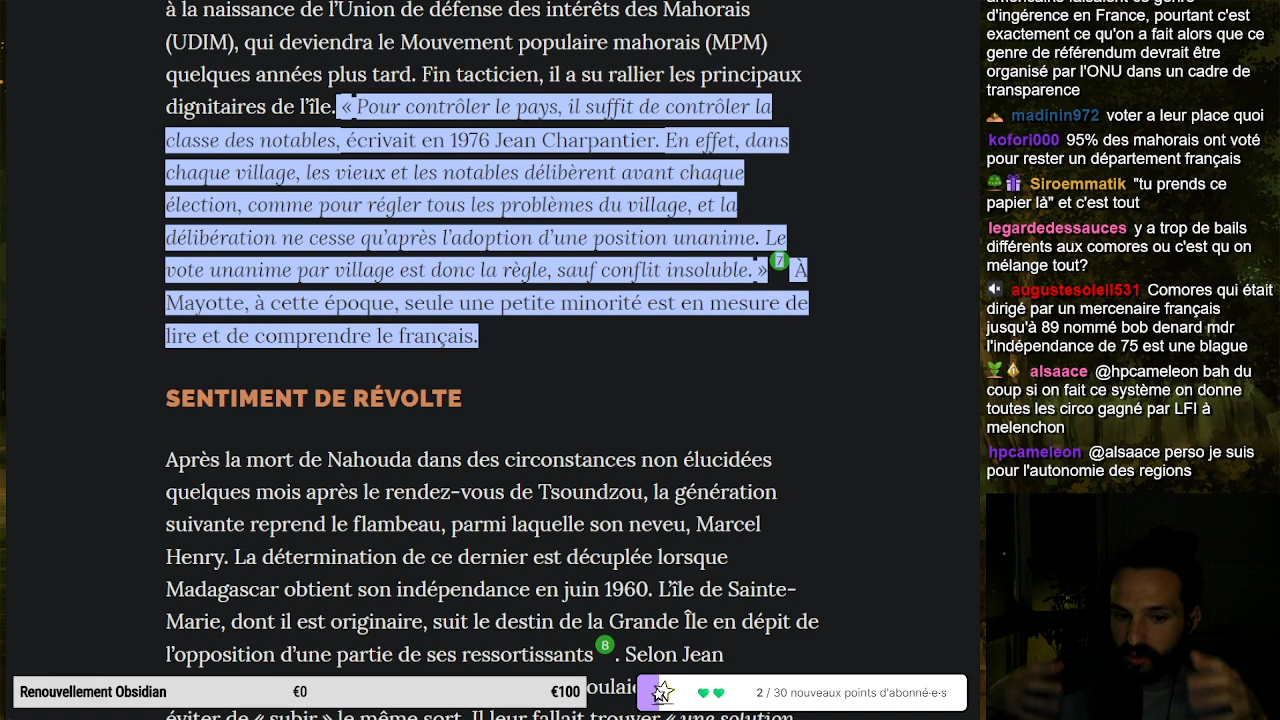 à la naissance de l'Union de défense des intérêts des Mahorais
(UDIM), qui deviendra le Mouvement populaire mahorais (MPM)
quelques années plus tard. Fin tacticien, il a su rallier les principaux
dignitaires de l'île. « Pour contrôler le pays, il suffit de contrôler la
classe des notables, écrivait en 1976 Jean Charpantier. En effet, dans
chaque village, les vieux et les notables délibèrent avant chaque
élection, comme pour régler tous les problèmes du village, et la
délibération ne cesse qu'après l'adoption d'une position unanime. Le
vote unanime par village est donc la règle, sauf conflit insoluble. » 7 À
Mayotte, à cette époque, seule une petite minorité est en mesure de
lire et de comprendre le français.
SENTIMENT DE RÉVOLTE
Après la mort de Nahouda dans des circonstances non élucidées
quelques mois après le rendez-vous de Tsoundzou, la génération
suivante reprend le flambeau, parmi laquelle son neveu, Marcel
Henry. La détermination de ce dernier est décuplée lorsque
Madagascar obtient son indépendance en juin 1960. L'île de Sainte-
Marie, dont il est originaire, suit le destin de la Grande Île en dépit de
l'opposition d'une partie de ses ressortissants 8. Selon Jean
éviter de « subir » le même sort. Il leur fallait trouver « une solution
Renouvellement Obsidian €0 €100
2 / 30 nouveaux points d'abonné·e·s
d'ingérence en France, pourtant c'est
exactement ce qu'on a fait alors que ce
genre de référendum devrait être
organisé par l'ONU dans un cadre de
transparence
madinin972 voter a leur place quoi
kofori000 95% des mahorais ont voté
pour rester un département français
Siroemmatik "tu prends ce
papier là" et c'est tout
legardedessauces y a trop de bails
différents aux comores ou c'est qu on
mélange tout?
augustesoleil531 Comores qui était
dirigé par un mercenaire français
jusqu'à 89 nommé bob denard mdr
l'indépendance de 75 est une blague
alsaace @hpcameleon bah du
coup si on fait ce système on donne
toutes les circo gagné par LFI à
melenchon
hpcameleon @alsaace perso je suis
pour l'autonomie des regions